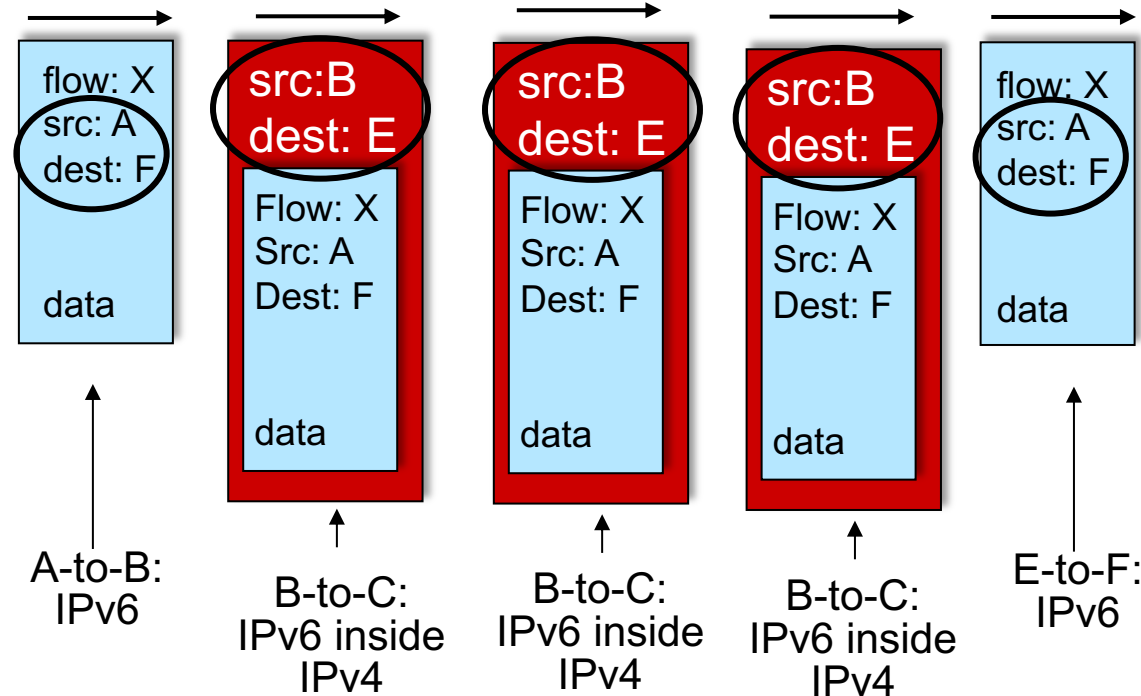 flow: X
src: A
dest: F
data
src:B
dest: E
Flow: X
Src: A
Dest: F
data
src:B
dest: E
Flow: X
Src: A
Dest: F
data
src:B
dest: E
Flow: X
Src: A
Dest: F
data
flow: X
src: A
dest: F
data
A-to-B:
IPv6
B-to-C:
IPv6 inside
IPv4
B-to-C:
IPv6 inside
IPv4
B-to-C:
IPv6 inside
IPv4
E-to-F:
IPv6